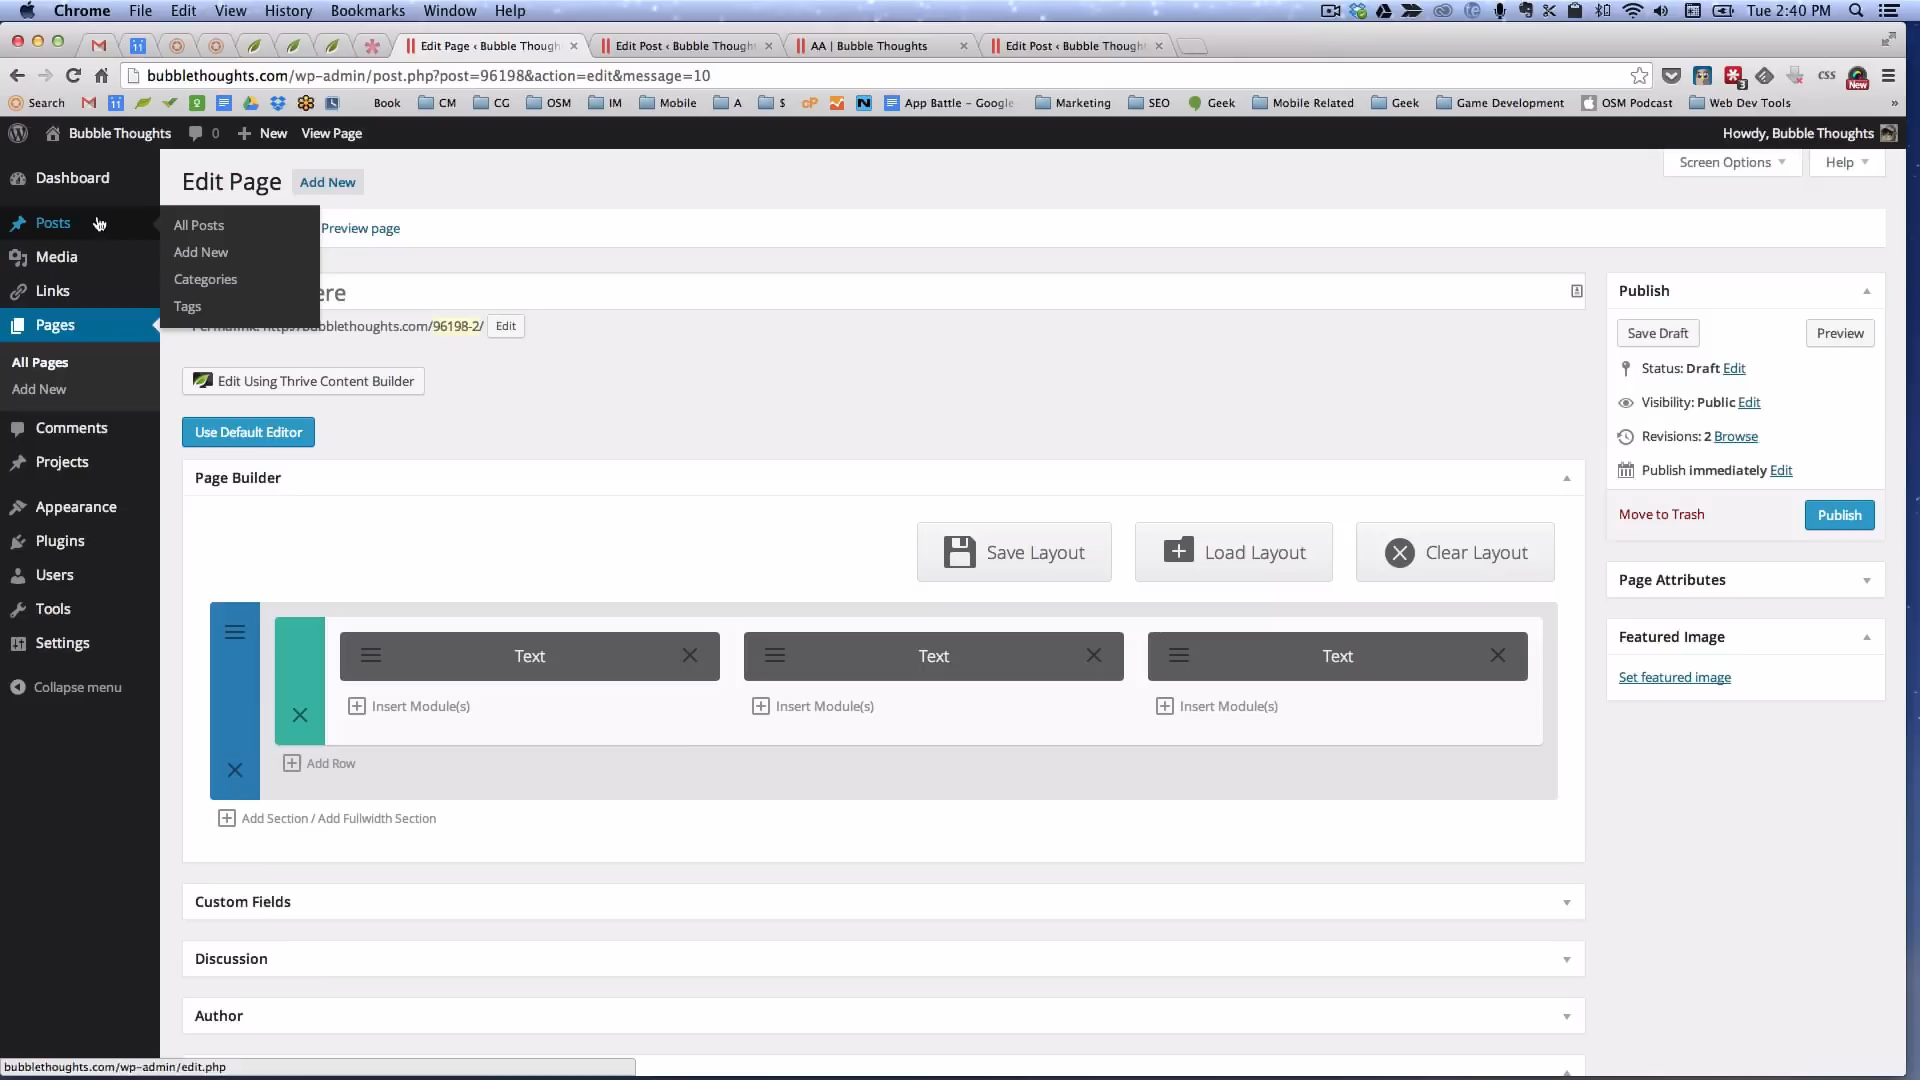 Chrome File Edit View History Bookmarks Window Help Tue 2:40 PM
Edit Page ‹ Bubble Though Edit Post ‹ Bubble Though AA | Bubble Thoughts Edit Post ‹ Bubble Though
bubblethoughts.com/wp-admin/post.php?post=96198&action=edit&message=10 css New
Search Book CM CG OSM IM Mobile A $ App Battle – Google Marketing SEO Geek Mobile Related Geek Game Development OSM Podcast Web Dev Tools »
Bubble Thoughts 0 New View Page Howdy, Bubble Thoughts
Screen Options Help
Edit Page Add New
Dashboard
Posts
Media
Links
Pages
All Pages
Add New
Comments
Projects
Appearance
Plugins
Users
Tools
Settings
Collapse menu
All Posts
Add New
Categories
Tags
Preview page
ere
bubblethoughts.com/96198-2/ Edit
Edit Using Thrive Content Builder
Use Default Editor
Page Builder
Save Layout Load Layout Clear Layout
Text Text Text
Insert Module(s) Insert Module(s) Insert Module(s)
Add Row
Add Section / Add Fullwidth Section
Custom Fields
Discussion
Author
Publish
Save Draft Preview
Status: Draft Edit
Visibility: Public Edit
Revisions: 2 Browse
Publish immediately Edit
Move to Trash Publish
Page Attributes
Featured Image
Set featured image
bubblethoughts.com/wp-admin/edit.php